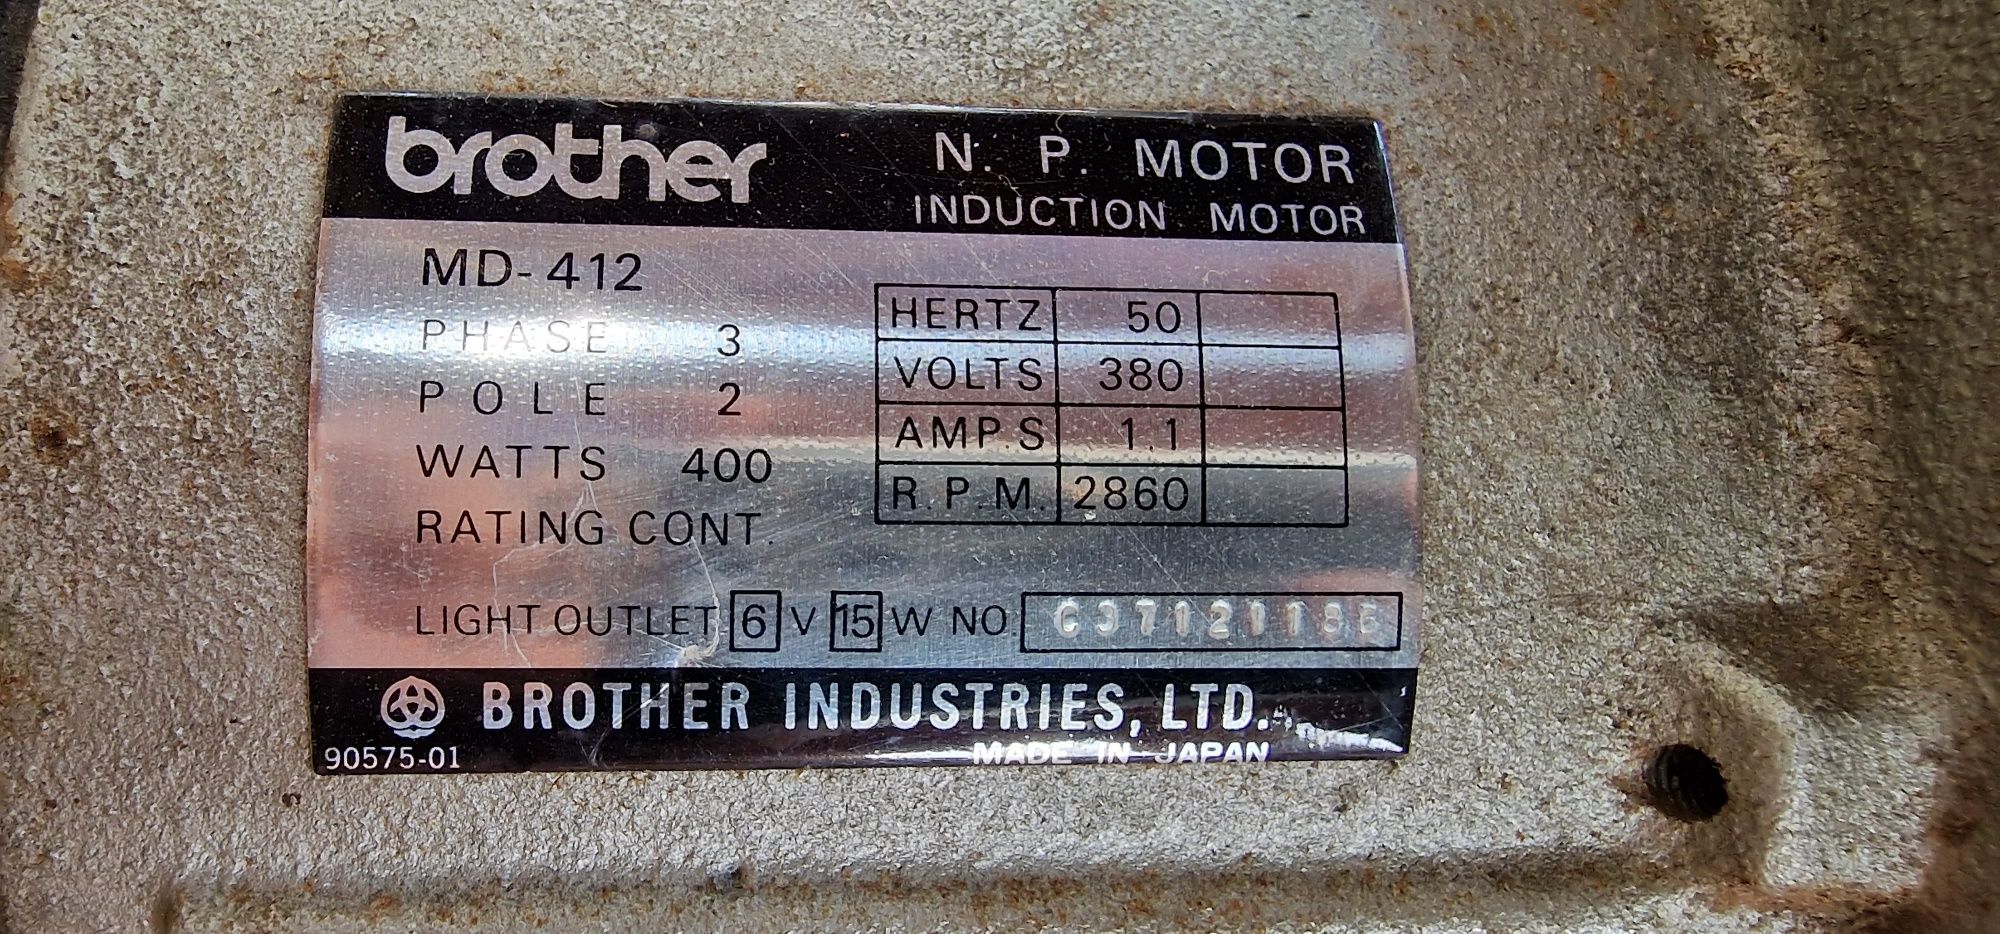 brother
N. P. MOTOR
INDUCTION MOTOR
MD-412
PHASE 3
POLE 2
WATTS 400
RATING CONT.
HERTZ 50
VOLTS 380
AMP.S 1.1
R.P.M. 2860
LIGHT OUTLET 6 V 15 W NO.
BROTHER INDUSTRIES, LTD.
90575-01
MADE IN JAPAN